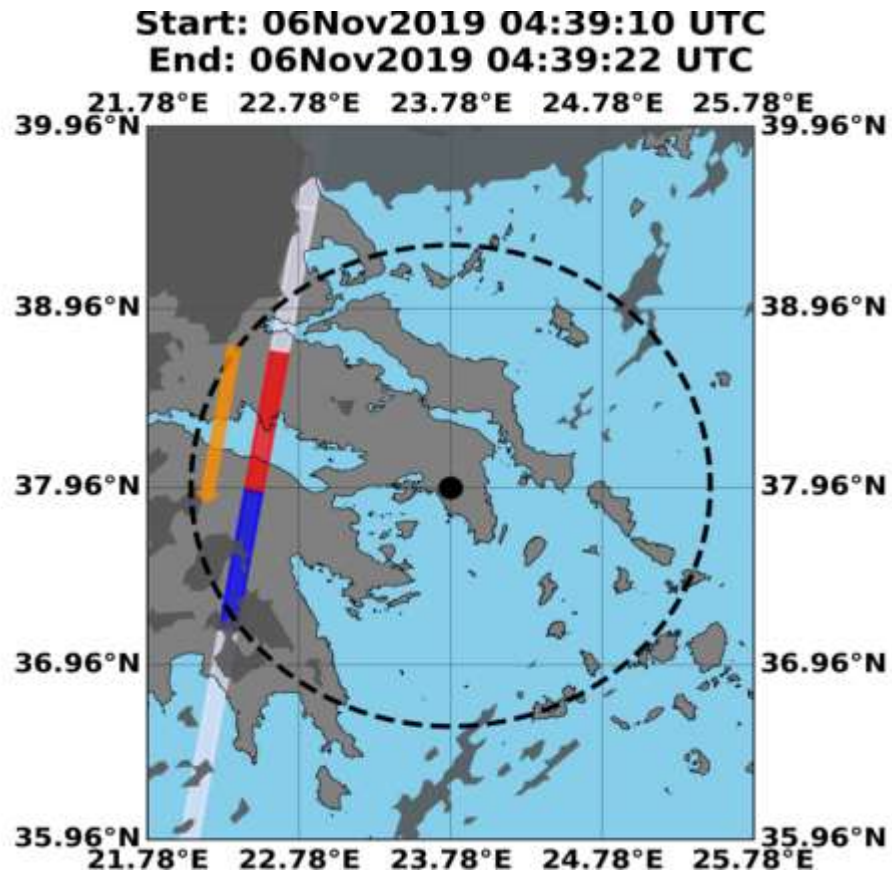 Start: 06Nov2019 04:39:10 UTC
End: 06Nov2019 04:39:22 UTC
21.78°E 22.78°E 23.78°E 24.78°E 25.78°E
39.96°N 39.96°N
38.96°N 38.96°N
37.96°N 37.96°N
36.96°N 36.96°N
35.96°N 35.96°N
21.78°E 22.78°E 23.78°E 24.78°E 25.78°E